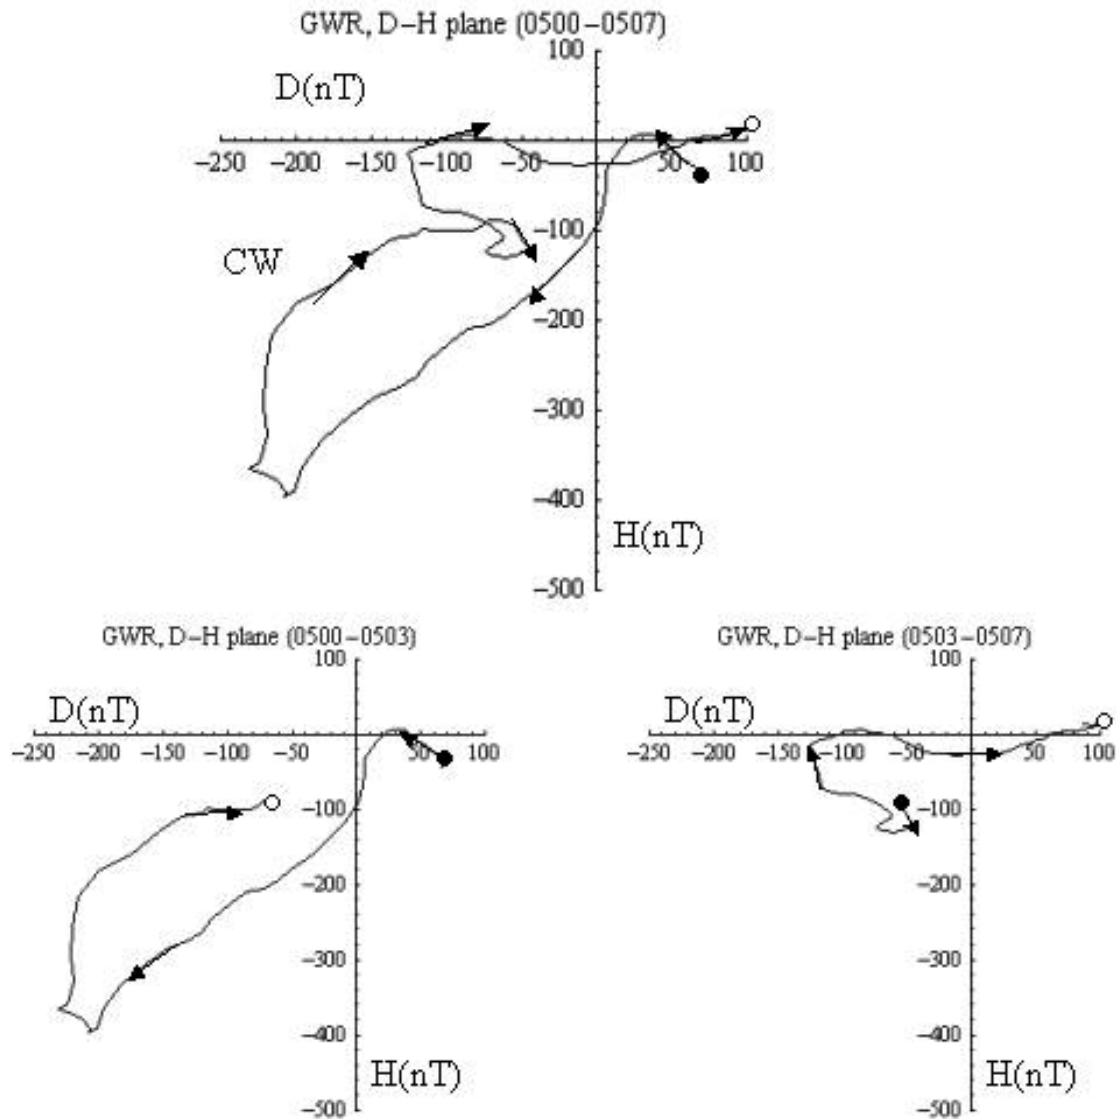 GWR, D−H plane (0500−0507)
100
D(nT)
−250 −200 −150 −100 −50 50 100
−100
CW
−200
−300
−400
H(nT)
−500
GWR, D−H plane (0500−0503)
100
D(nT)
−250 −200 −150 −100 −50 50 100
−100
−200
−300
−400
H(nT)
−500
GWR, D−H plane (0503−0507)
100
D(nT)
−250 −200 −150 −100 −50 50 100
−100
−200
−300
−400
H(nT)
−500